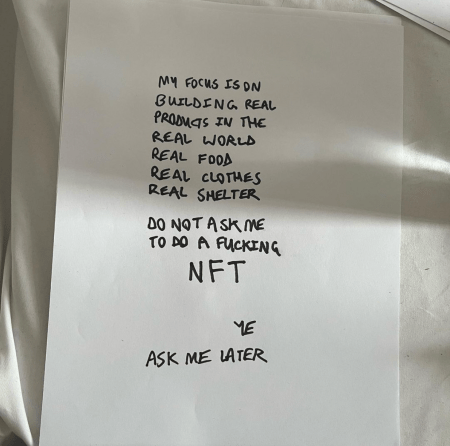 MY FOCUS IS ON
BUILDING REAL
PRODUCTS IN THE
REAL WORLD
REAL FOOD
REAL CLOTHES
REAL SHELTER
DO NOT ASK ME
TO DO A FUCKING
NFT
YE
ASK ME LATER